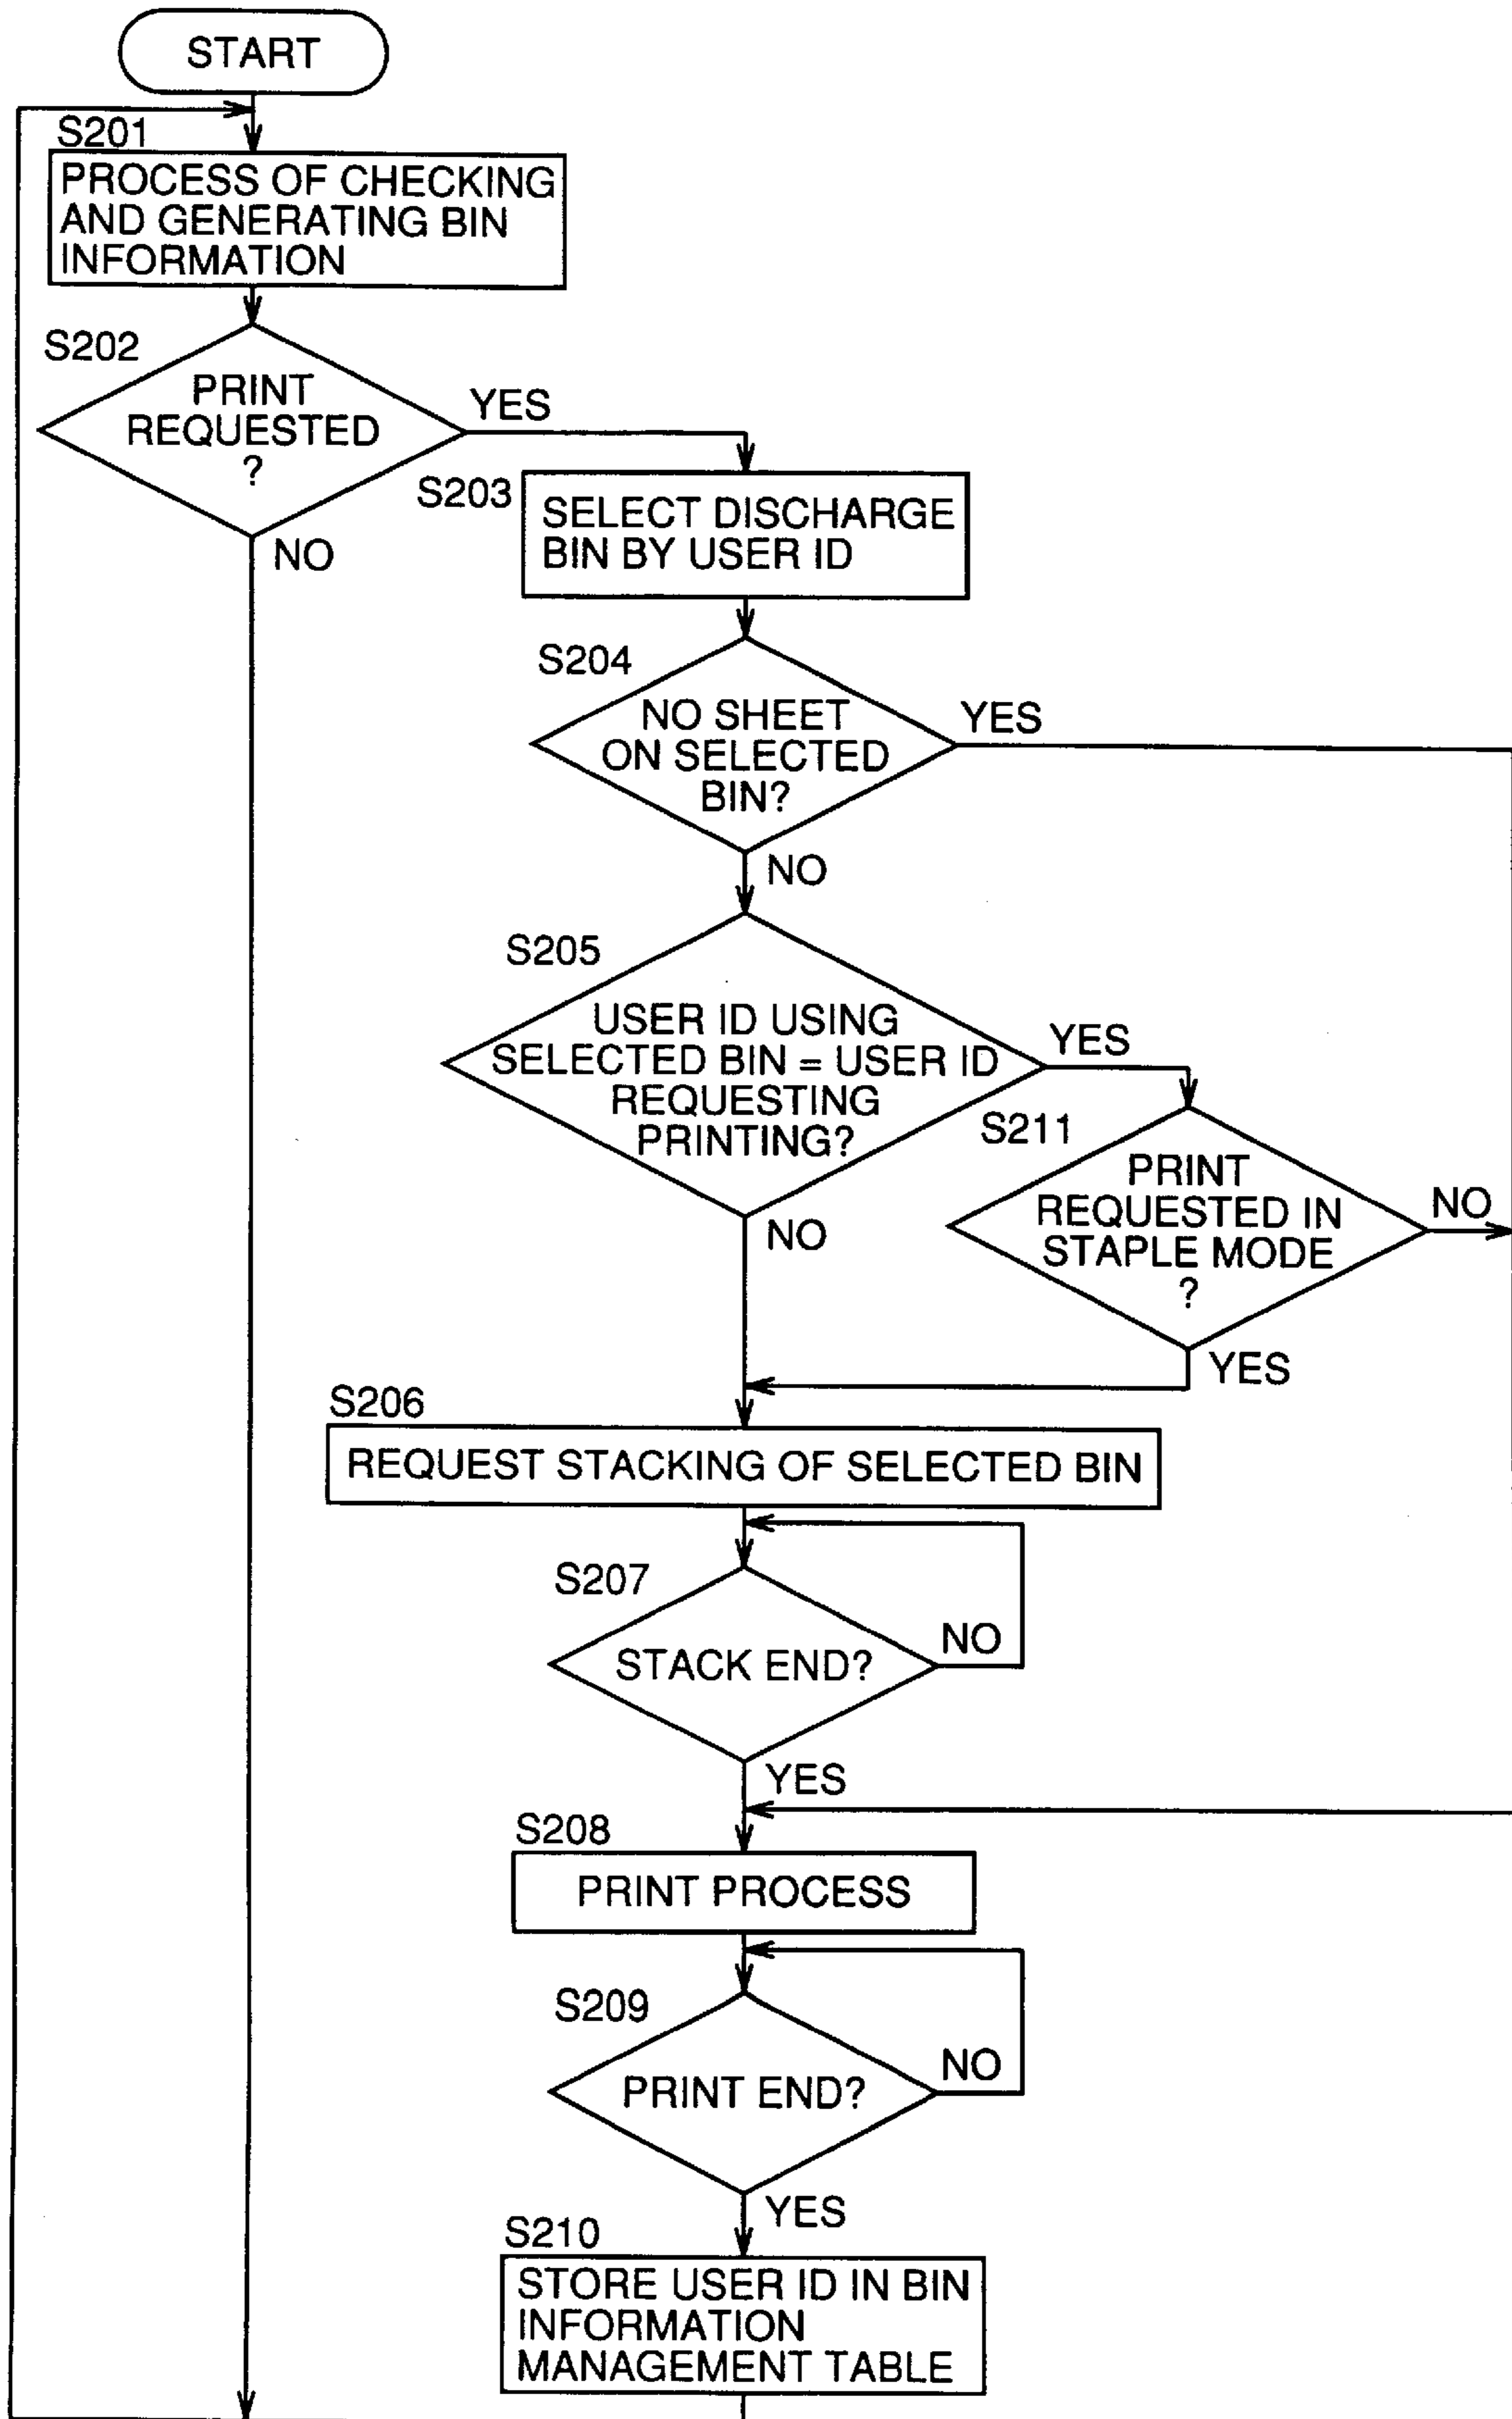 START
S201
PROCESS OF CHECKING
AND GENERATING BIN
INFORMATION
S202
PRINT
REQUESTED
?
YES
NO
S203
SELECT DISCHARGE
BIN BY USER ID
S204
NO SHEET
ON SELECTED
BIN?
YES
NO
S205
USER ID USING
SELECTED BIN = USER ID
REQUESTING
PRINTING?
YES
NO
S211
PRINT
REQUESTED IN
STAPLE MODE
?
NO
YES
S206
REQUEST STACKING OF SELECTED BIN
S207
STACK END?
NO
YES
S208
PRINT PROCESS
S209
PRINT END?
NO
YES
S210
STORE USER ID IN BIN
INFORMATION
MANAGEMENT TABLE